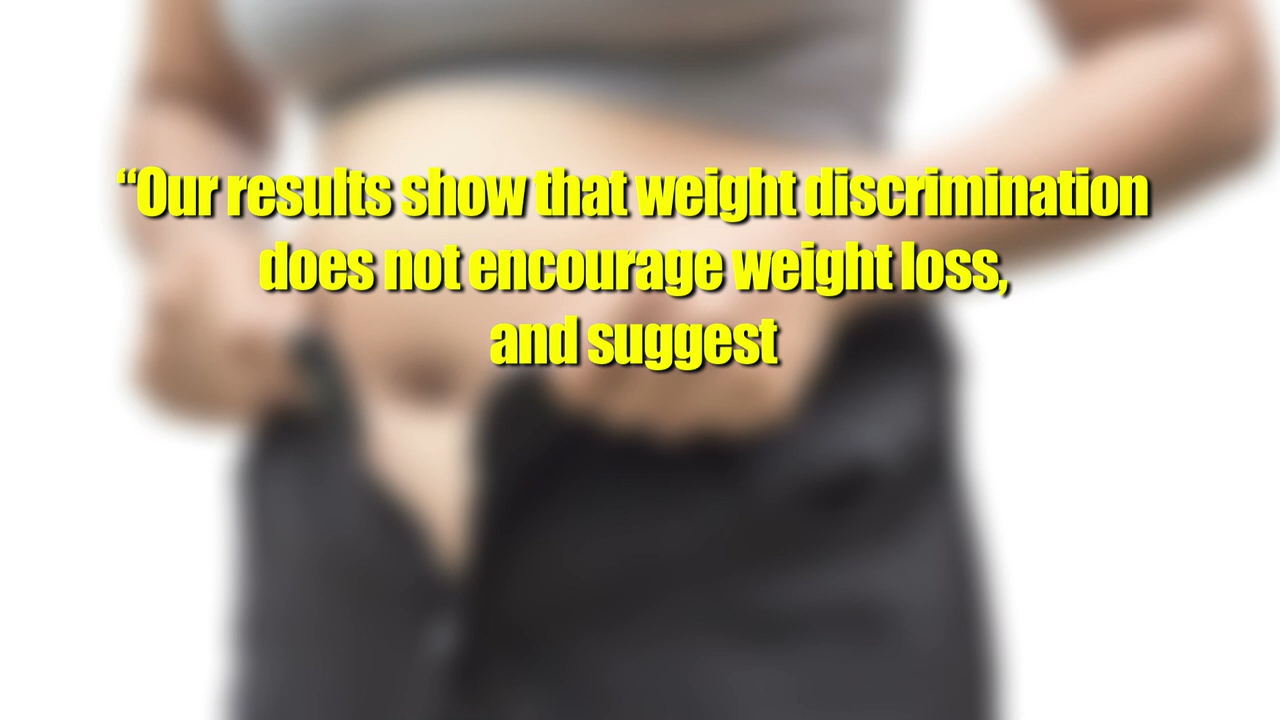 “Our results show that weight discrimination
does not encourage weight loss,
and suggest